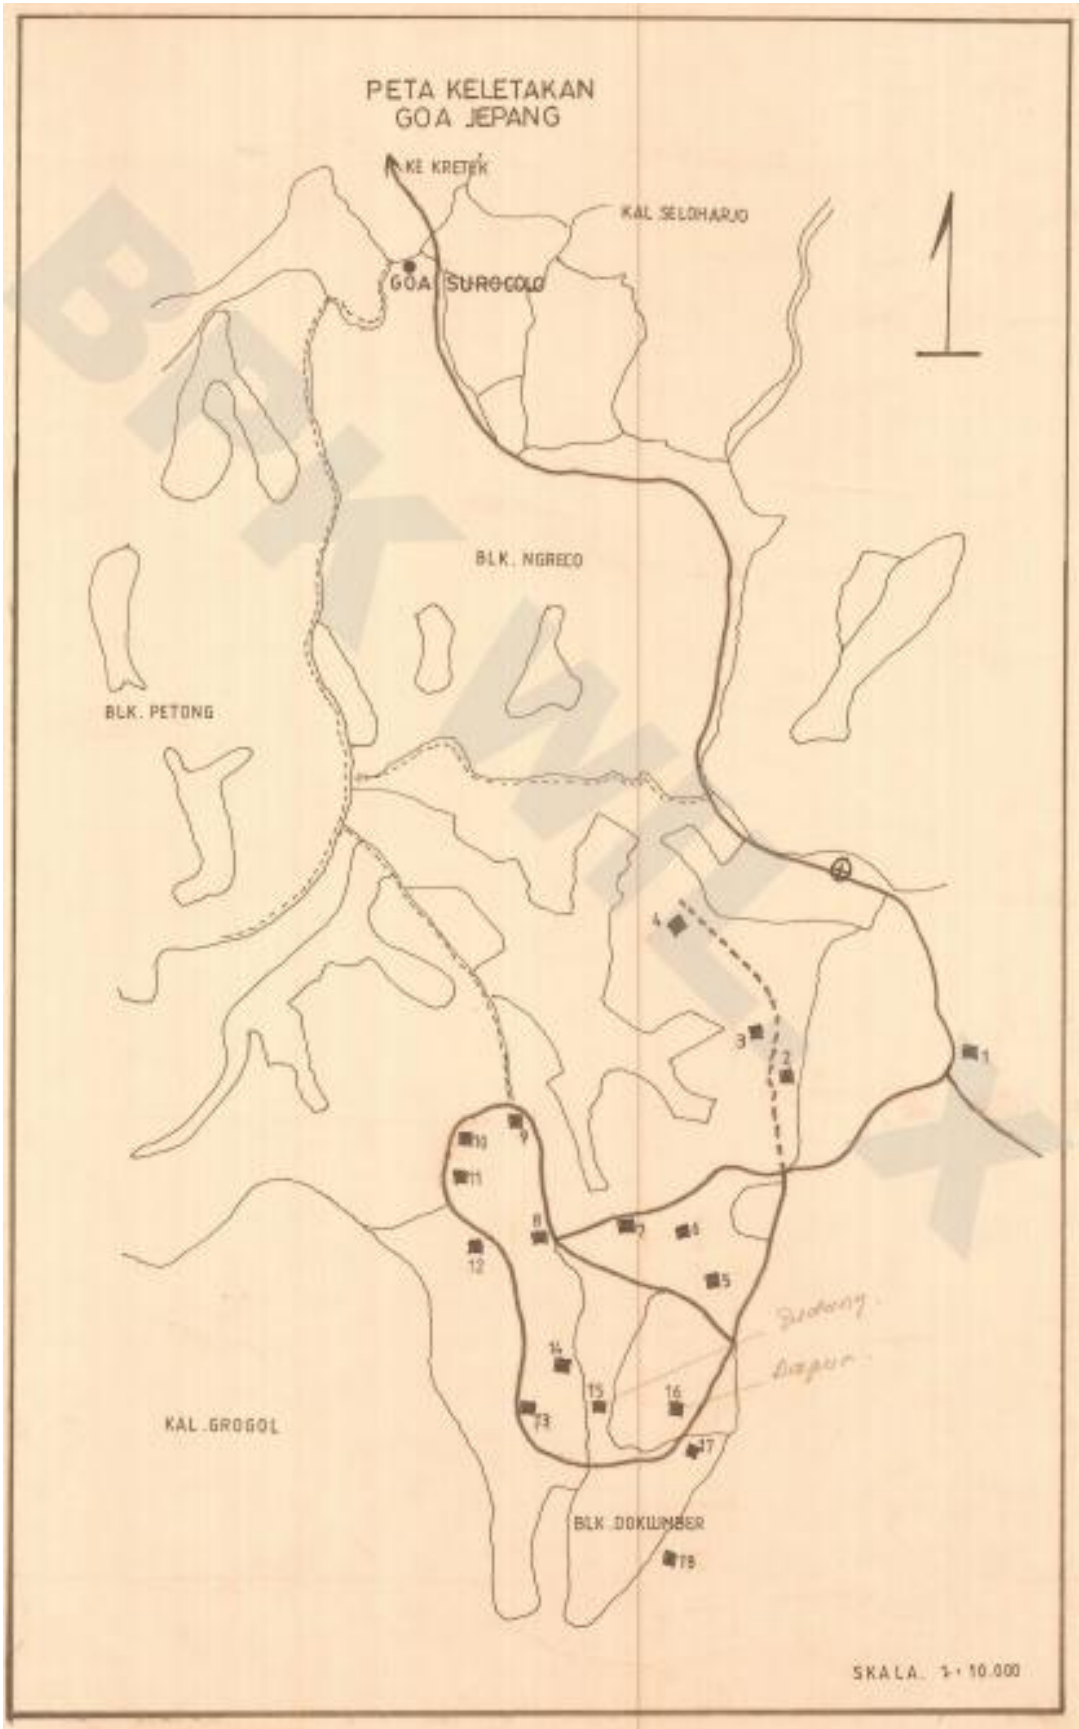 PETA KELETAKAN
GOA JEPANG
KE KRETEK
KAL. SELOHARJO
GOA SUROCOLO
BLK. NGRECO
BLK. PETONG
4
3
2
1
9
10
11
8
7
6
12
5
Gudang.
14
Dapur.
15
16
13
KAL. GROGOL
17
BLK. DOKUMBER
18
SKALA. 1 : 10.000
BPK WIL X